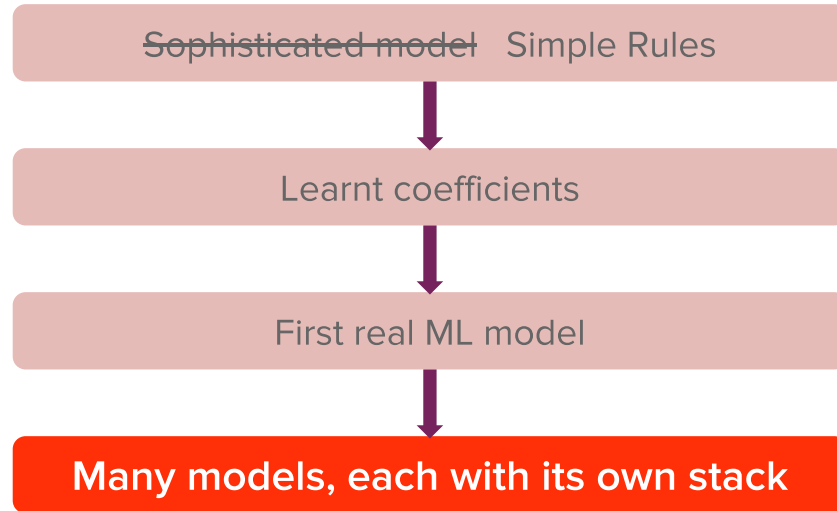 Sophisticated model Simple Rules
Learnt coefficients
First real ML model
Many models, each with its own stack